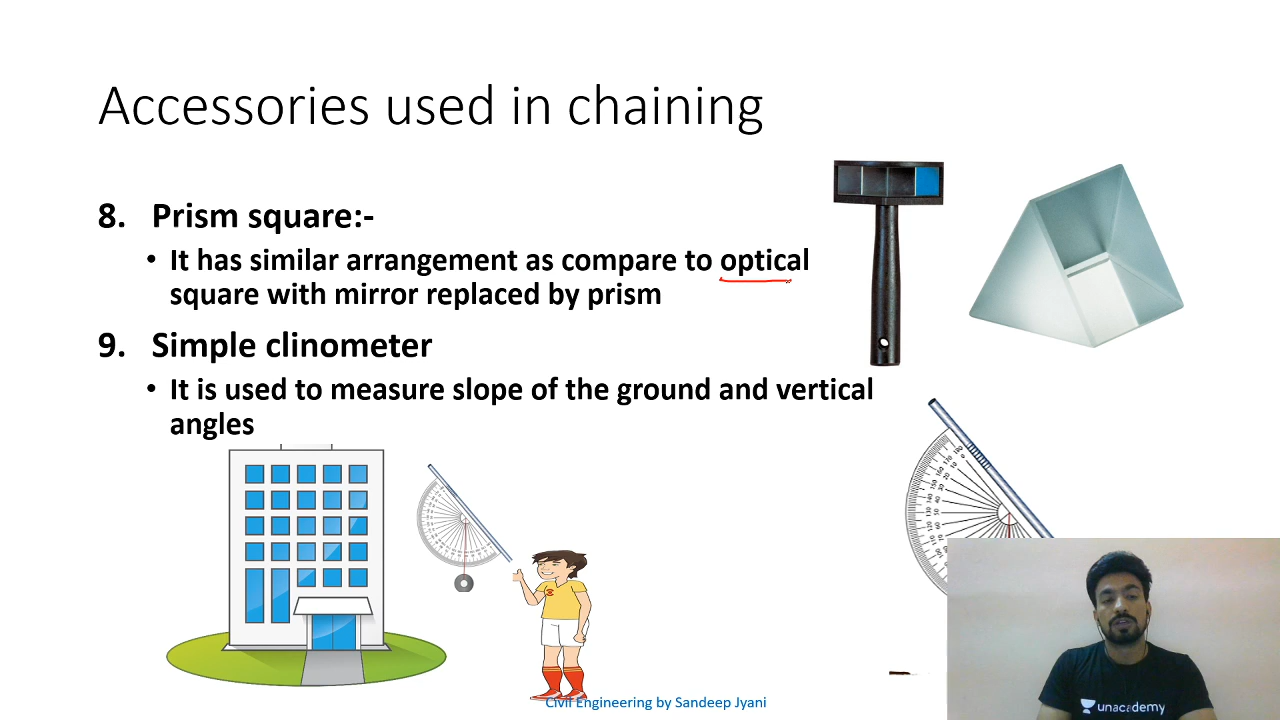 Accessories used in chaining
8. Prism square:-
• It has similar arrangement as compare to optical
square with mirror replaced by prism
9. Simple clinometer
• It is used to measure slope of the ground and vertical
angles
Civil Engineering by Sandeep Jyani
unacademy